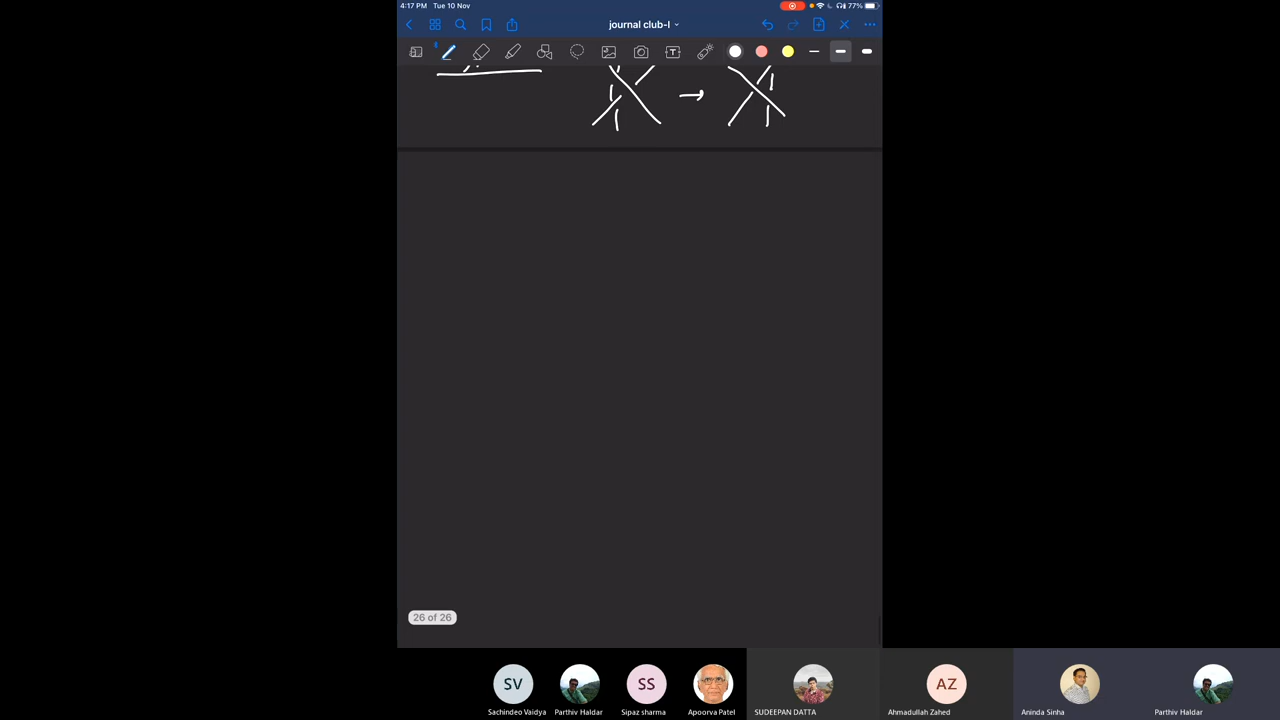 4:17 PM Tue 10 Nov 77%
journal club-I
T
26 of 26
SV SS AZ
Sachindeo Vaidya Parthiv Haldar Sipaz sharma Apoorva Patel SUDEEPAN DATTA Ahmadullah Zahed Aninda Sinha Parthiv Haldar